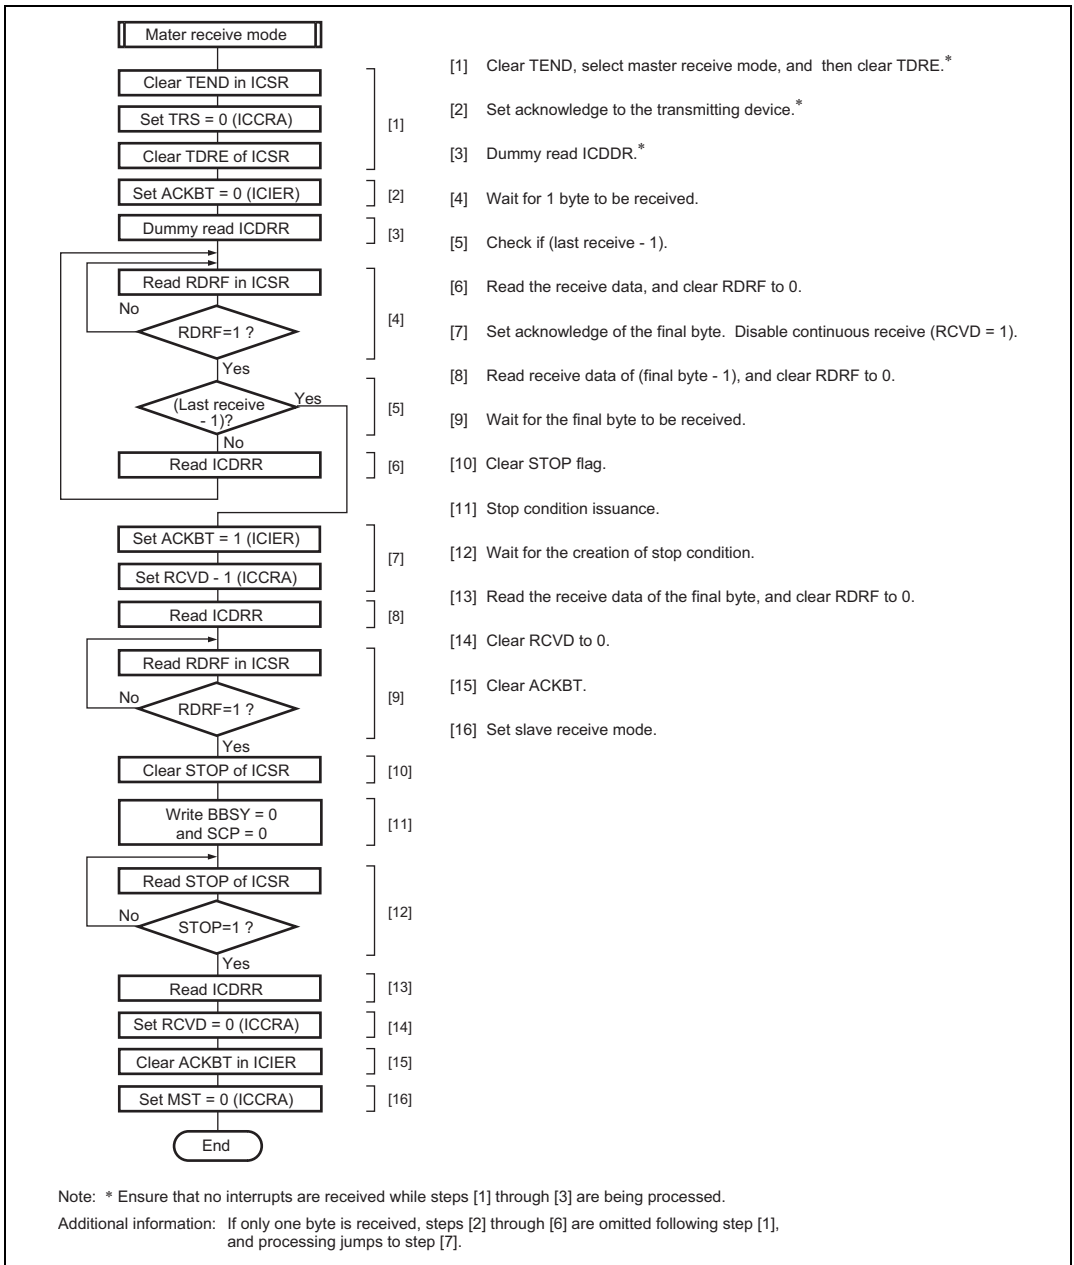 Mater receive mode
Clear TEND in ICSR
Set TRS = 0 (ICCRA)
Clear TDRE of ICSR
[1]
Set ACKBT = 0 (ICIER)
[2]
Dummy read ICDRR
[3]
Read RDRF in ICSR
No
RDRF=1 ?
[4]
Yes
(Last receive
- 1)?
Yes
[5]
No
Read ICDRR
[6]
Set ACKBT = 1 (ICIER)
[7]
Set RCVD - 1 (ICCRA)
Read ICDRR
[8]
Read RDRF in ICSR
No
RDRF=1 ?
[9]
Yes
Clear STOP of ICSR
[10]
Write BBSY = 0
and SCP = 0
[11]
Read STOP of ICSR
No
STOP=1 ?
[12]
Yes
Read ICDRR
[13]
Set RCVD = 0 (ICCRA)
[14]
Clear ACKBT in ICIER
[15]
Set MST = 0 (ICCRA)
[16]
End
[1] Clear TEND, select master receive mode, and then clear TDRE.*
[2] Set acknowledge to the transmitting device.*
[3] Dummy read ICDDR.*
[4] Wait for 1 byte to be received.
[5] Check if (last receive - 1).
[6] Read the receive data, and clear RDRF to 0.
[7] Set acknowledge of the final byte. Disable continuous receive (RCVD = 1).
[8] Read receive data of (final byte - 1), and clear RDRF to 0.
[9] Wait for the final byte to be received.
[10] Clear STOP flag.
[11] Stop condition issuance.
[12] Wait for the creation of stop condition.
[13] Read the receive data of the final byte, and clear RDRF to 0.
[14] Clear RCVD to 0.
[15] Clear ACKBT.
[16] Set slave receive mode.
Note: * Ensure that no interrupts are received while steps [1] through [3] are being processed.
Additional information: If only one byte is received, steps [2] through [6] are omitted following step [1],
and processing jumps to step [7].